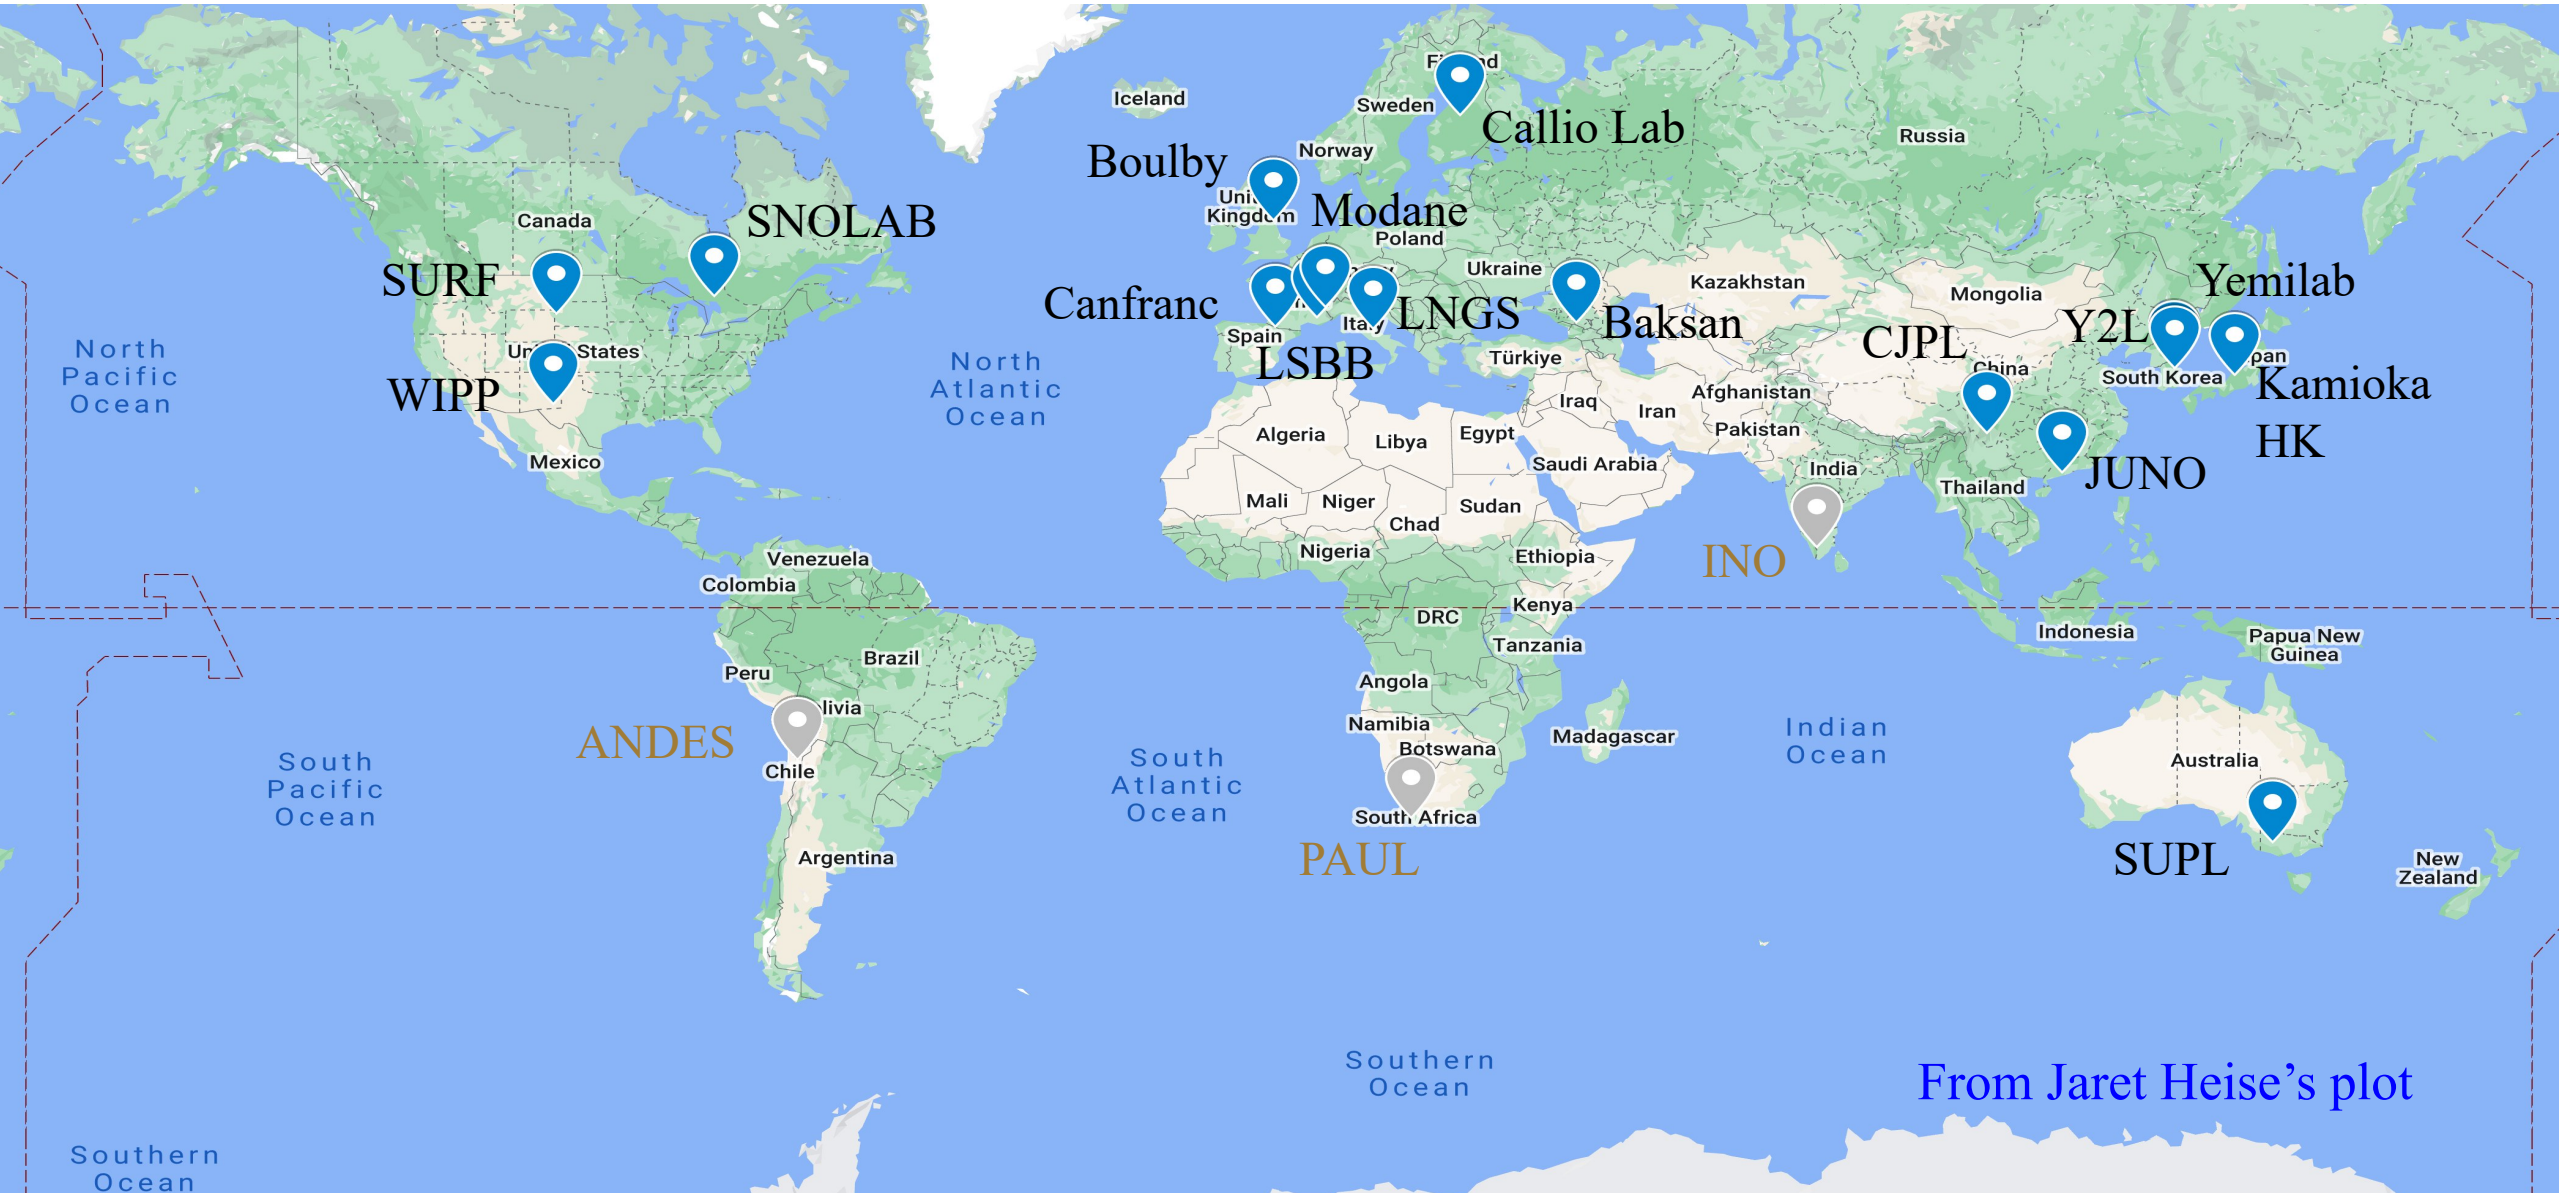 Iceland
Sweden
Callio Lab
Russia
Norway
Boulby
Modane
SNOLAB
Canada
Kingdom
Poland
SURF
Ukraine
Kazakhstan
Mongolia
Yemilab
Canfranc
LNGS
Baksan
Y2L
CJPL
Spain
Italy
LSBB
Türkiye
China
South Korea
Kamioka
HK
North
Pacific
Ocean
States
WIPP
North
Atlantic
Ocean
Iraq
Iran
Afghanistan
Pakistan
Algeria
Libya
Egypt
Saudi Arabia
India
JUNO
Mexico
Thailand
Mali
Niger
Sudan
Chad
Nigeria
Ethiopia
INO
Venezuela
Colombia
DRC
Kenya
Indonesia
Papua New
Guinea
Tanzania
Brazil
Peru
Angola
Namibia
Botswana
Madagascar
Indian
Ocean
ANDES
Chile
South
Pacific
Ocean
South
Atlantic
Ocean
South Africa
PAUL
Australia
SUPL
New
Zealand
Argentina
Southern
Ocean
From Jaret Heise’s plot
Southern
Ocean